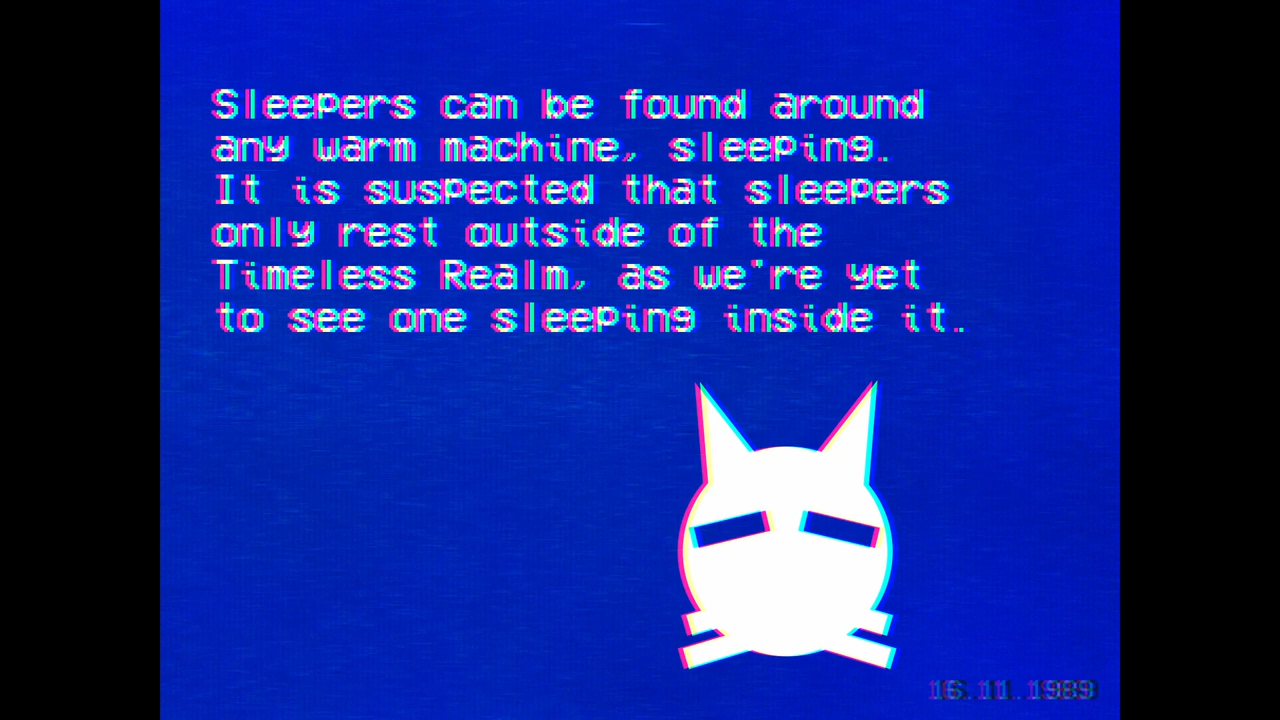 Sleepers can be found around
any warm machine, sleeping.
It is suspected that sleepers
only rest outside of the
Timeless Realm, as we're yet
to see one sleeping inside it.
16.11.1989